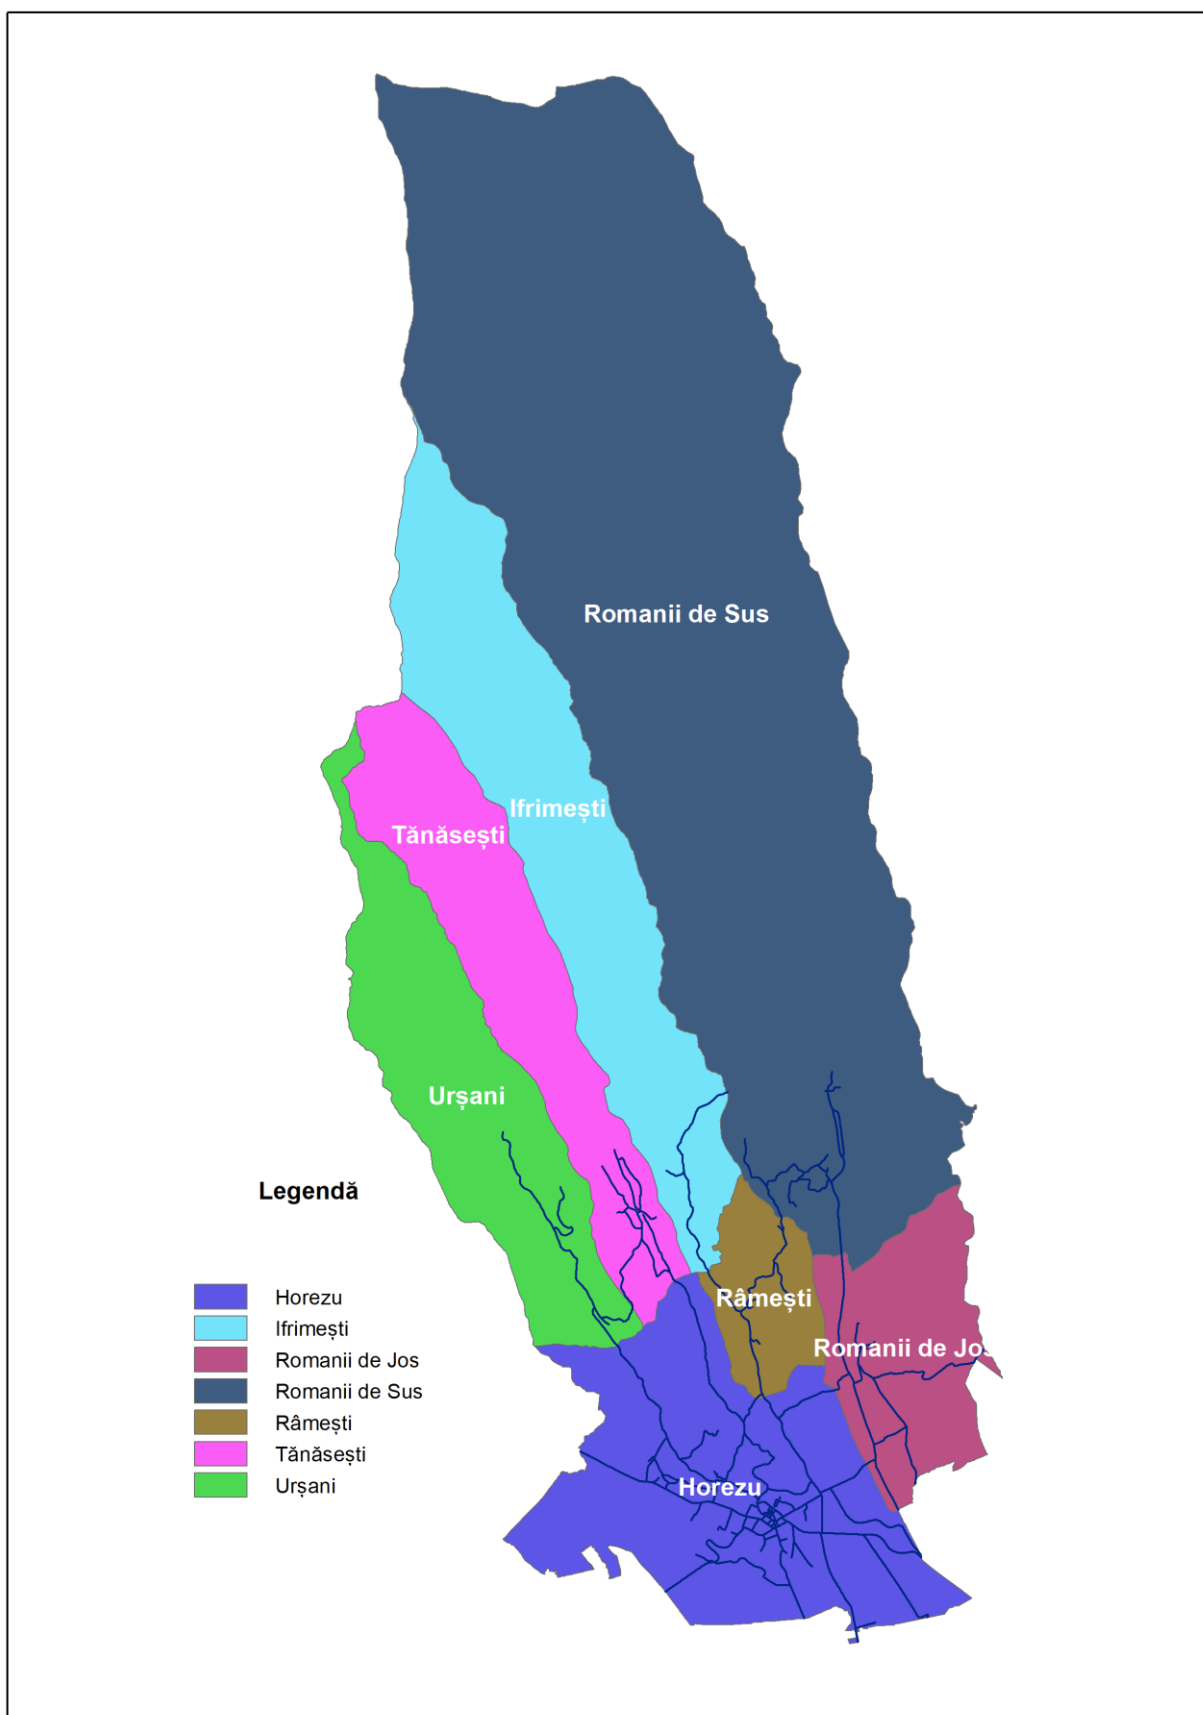 Romanii de Sus
Ifrimești
Tănăsești
Urșani
Legendă
Râmești
Romanii de Jos
Horezu
Horezu
Ifrimești
Romanii de Jos
Romanii de Sus
Râmești
Tănăsești
Urșani